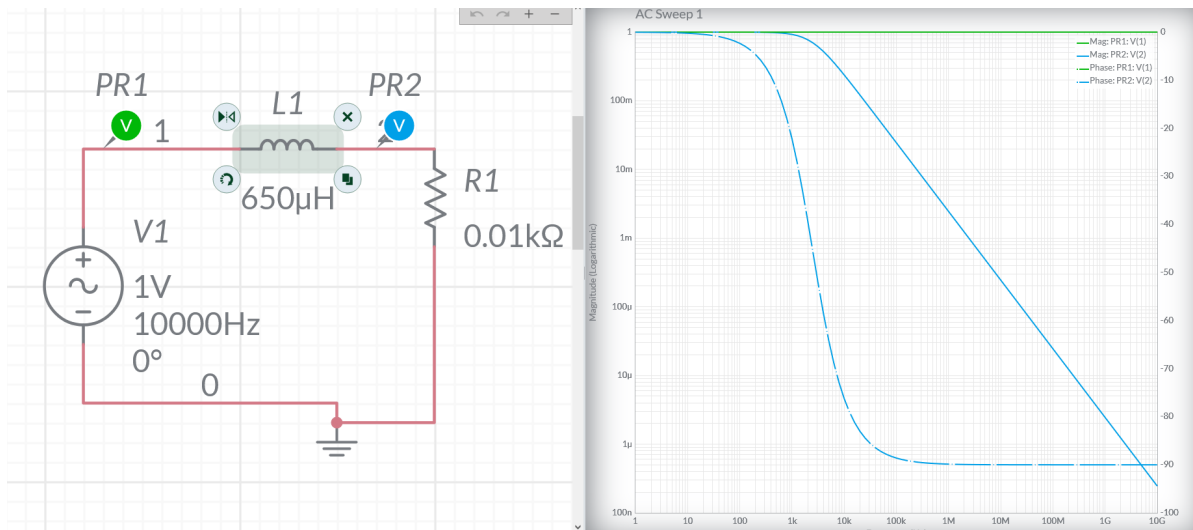 AC Sweep 1
PR1
L1
PR2
V
1
V
650µH
R1
0.01kΩ
V1
1V
10000Hz
0°
0
Magnitude (Logarithmic)
1
100m
10m
1m
100µ
10µ
1µ
100n
Mag: PR1: V(1)
Mag: PR2: V(2)
Phase: PR1: V(1)
Phase: PR2: V(2)
0
-10
-20
-30
-40
-50
-60
-70
-80
-90
-100
1 10 100 1k 10k 100k 1M 10M 100M 1G 10G